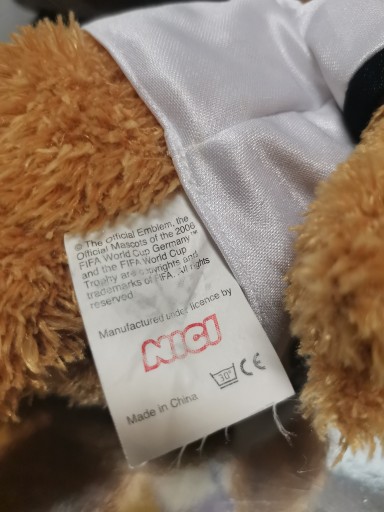 © The Official Emblem, the
Official Mascots of the 2006
FIFA World Cup Germany™
and the FIFA World Cup
Trophy are copyrights and
trademarks of FIFA. All rights
reserved
Manufactured under licence by
NICI
30° CE
Made in China